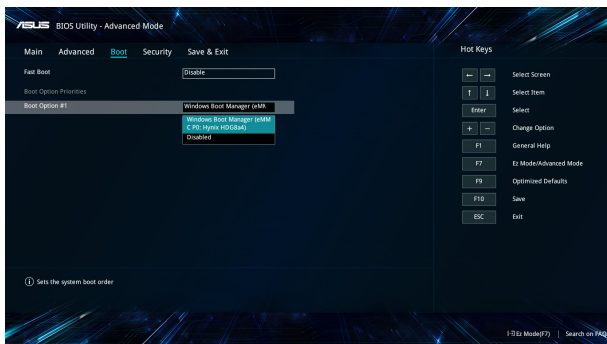 ASUS BIOS Utility - Advanced Mode
Main Advanced Boot Security Save & Exit
Hot Keys
Fast Boot Disable
Boot Option Priorities
Boot Option #1 Windows Boot Manager (eMM
Windows Boot Manager (eMM
C P0: Hynix HDG8a4)
Disabled
← → Select Screen
↑ ↓ Select Item
Enter Select
+ − Change Option
F1 General Help
F7 Ez Mode/Advanced Mode
F9 Optimized Defaults
F10 Save
ESC Exit
Sets the system boot order
Ez Mode(F7) | Search on FAQ